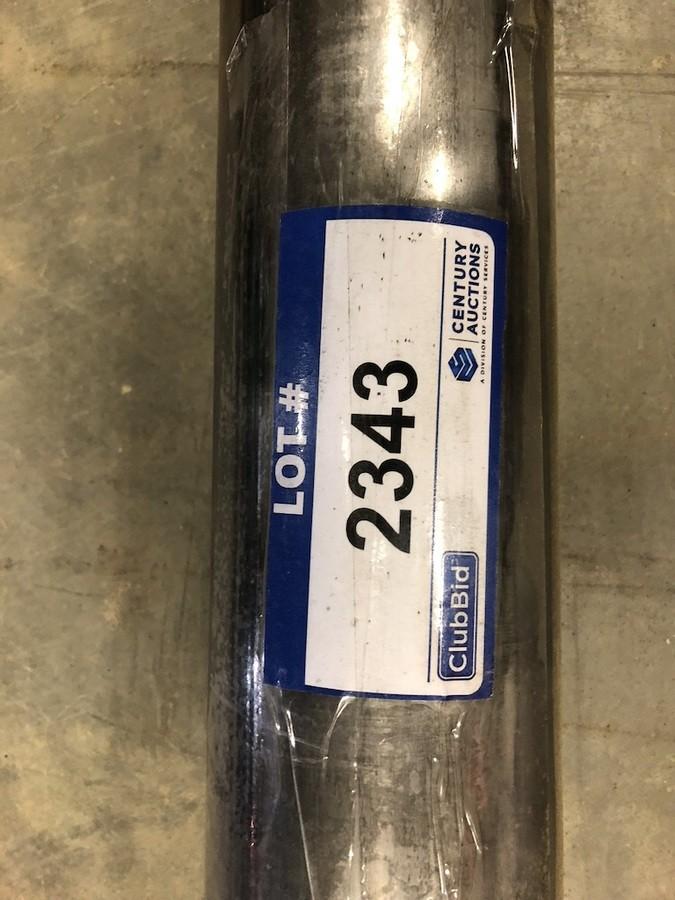 LOT #
2343
ClubBid
CENTURY
AUCTIONS
A DIVISION OF CENTURY SERVICES